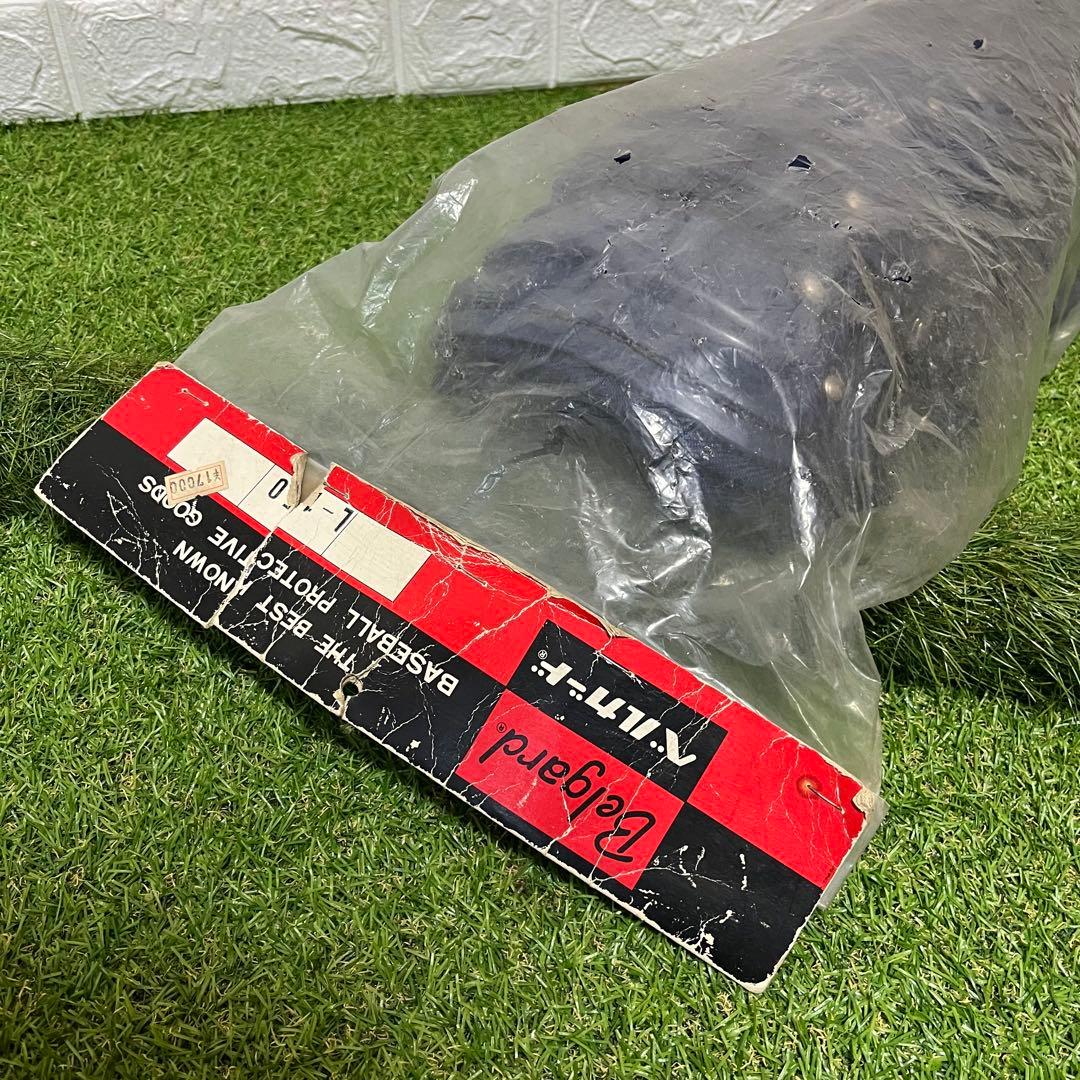 Belgard®
ベルガード®
THE BEST KNOWN
BASEBALL PROTECTIVE GOODS
¥17000